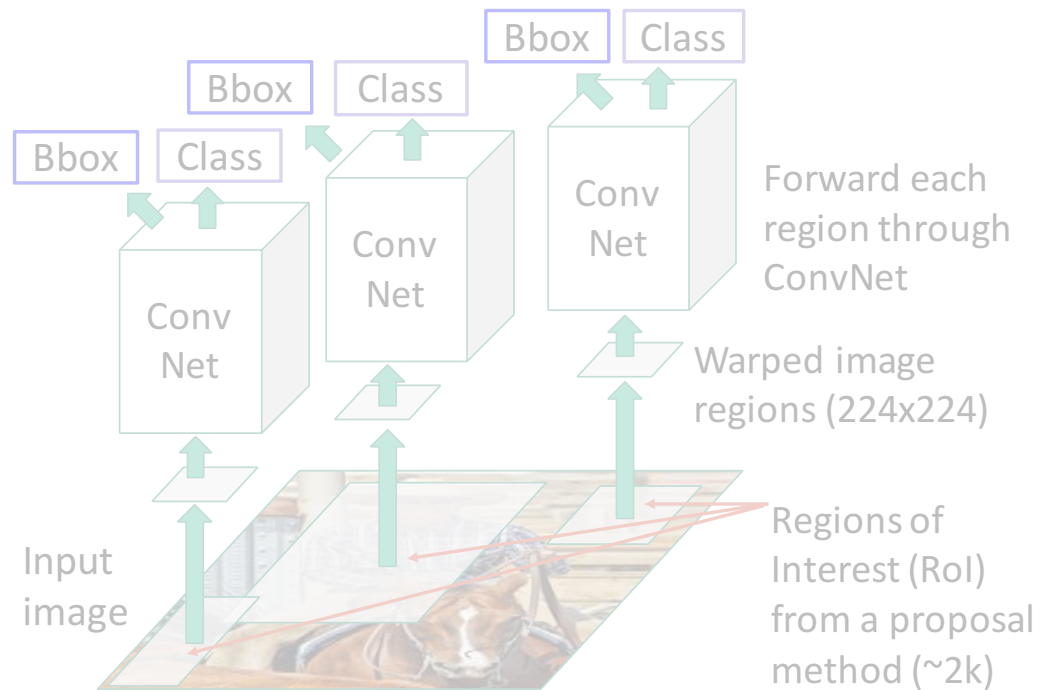 Bbox
Class
Bbox
Class
Bbox
Class
Conv
Net
Conv
Net
Conv
Net
Forward each
region through
ConvNet
Warped image
regions (224x224)
Input
image
Regions of
Interest (RoI)
from a proposal
method (~2k)